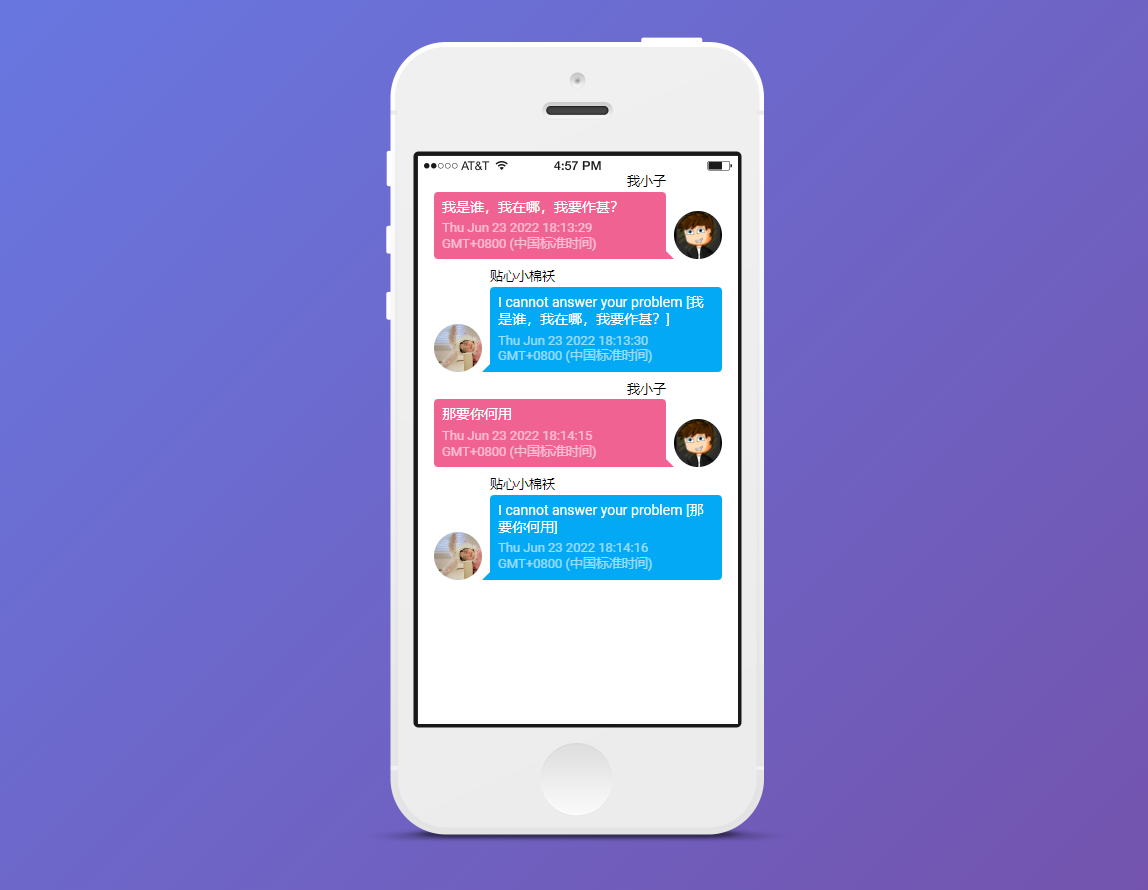 AT&T 4:57 PM
我小子
我是谁，我在哪，我要作甚？
Thu Jun 23 2022 18:13:29
GMT+0800 (中国标准时间)
贴心小棉袄
I cannot answer your problem [我
是谁，我在哪，我要作甚？]
Thu Jun 23 2022 18:13:30
GMT+0800 (中国标准时间)
我小子
那要你何用
Thu Jun 23 2022 18:14:15
GMT+0800 (中国标准时间)
贴心小棉袄
I cannot answer your problem [那
要你何用]
Thu Jun 23 2022 18:14:16
GMT+0800 (中国标准时间)